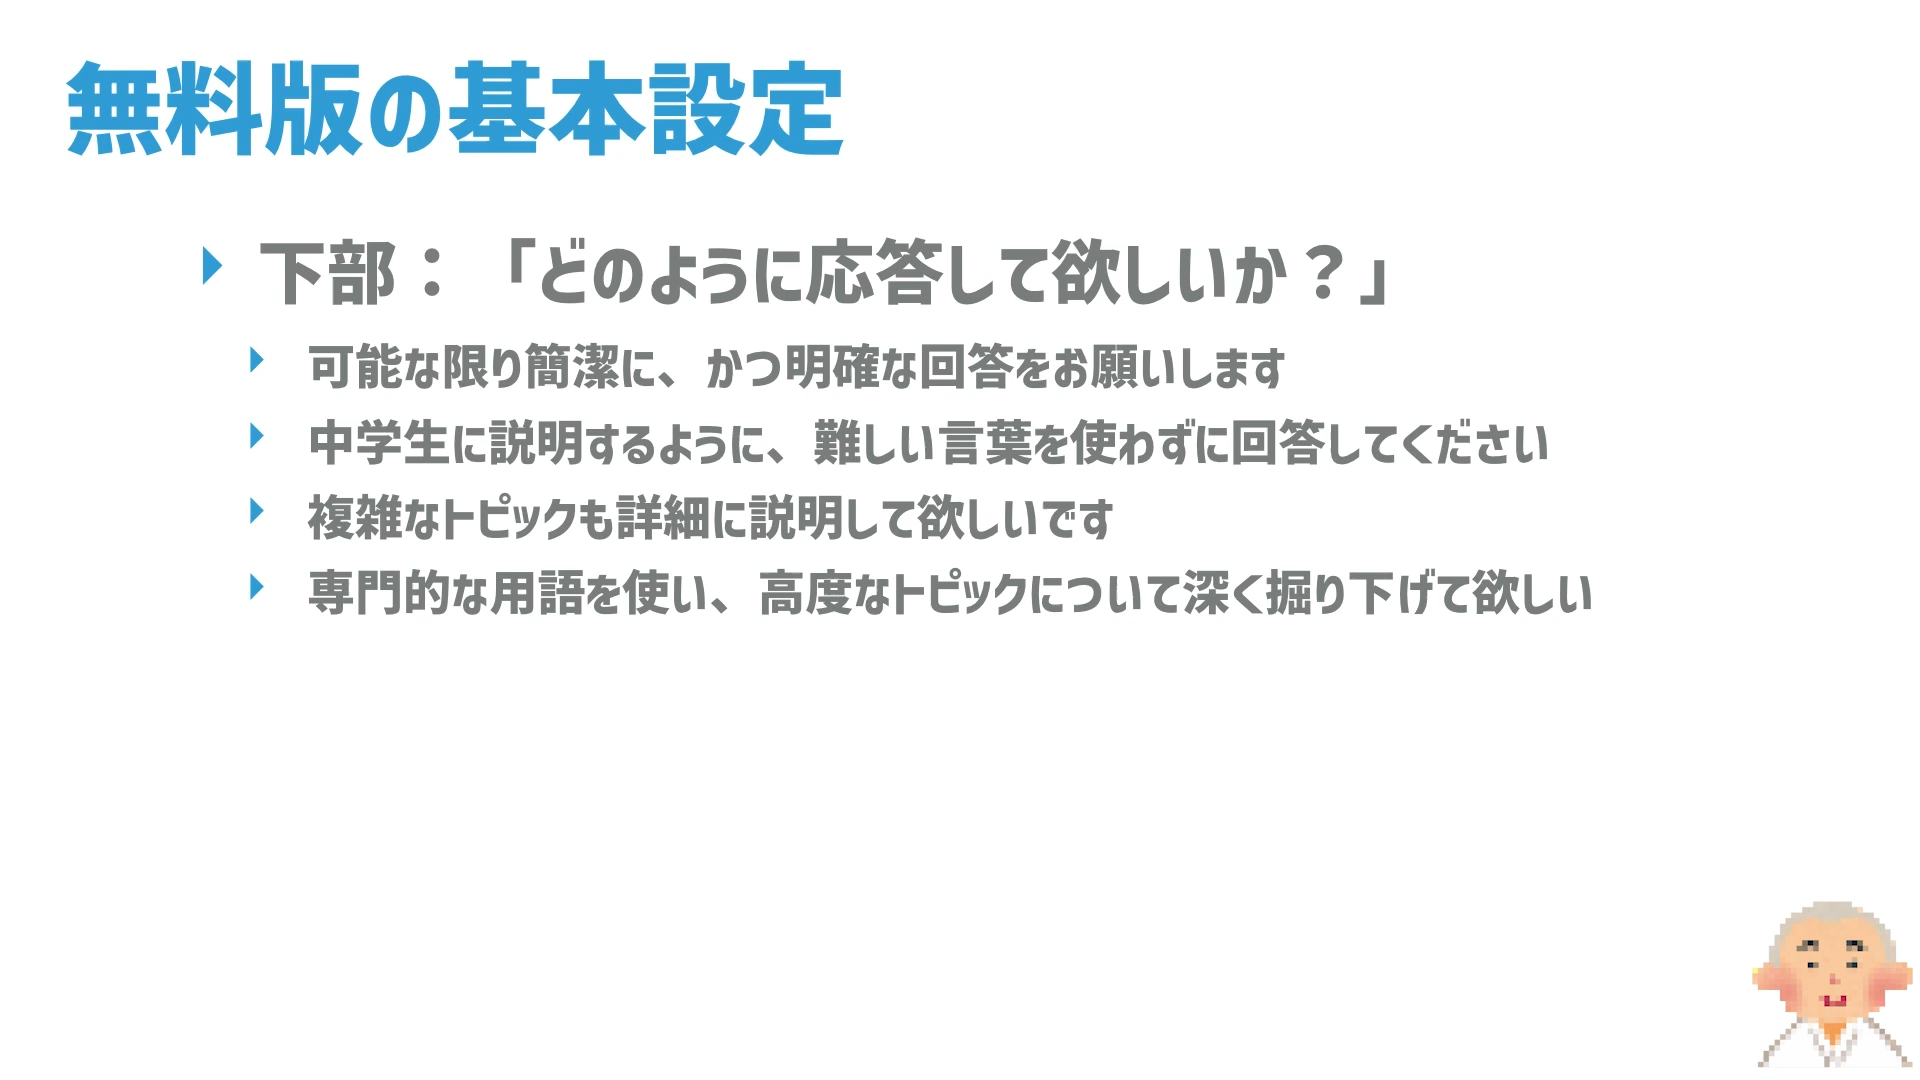 無料版の基本設定
下部：「どのように応答して欲しいか？」
可能な限り簡潔に、かつ明確な回答をお願いします
中学生に説明するように、難しい言葉を使わずに回答してください
複雑なトピックも詳細に説明して欲しいです
専門的な用語を使い、高度なトピックについて深く掘り下げて欲しい